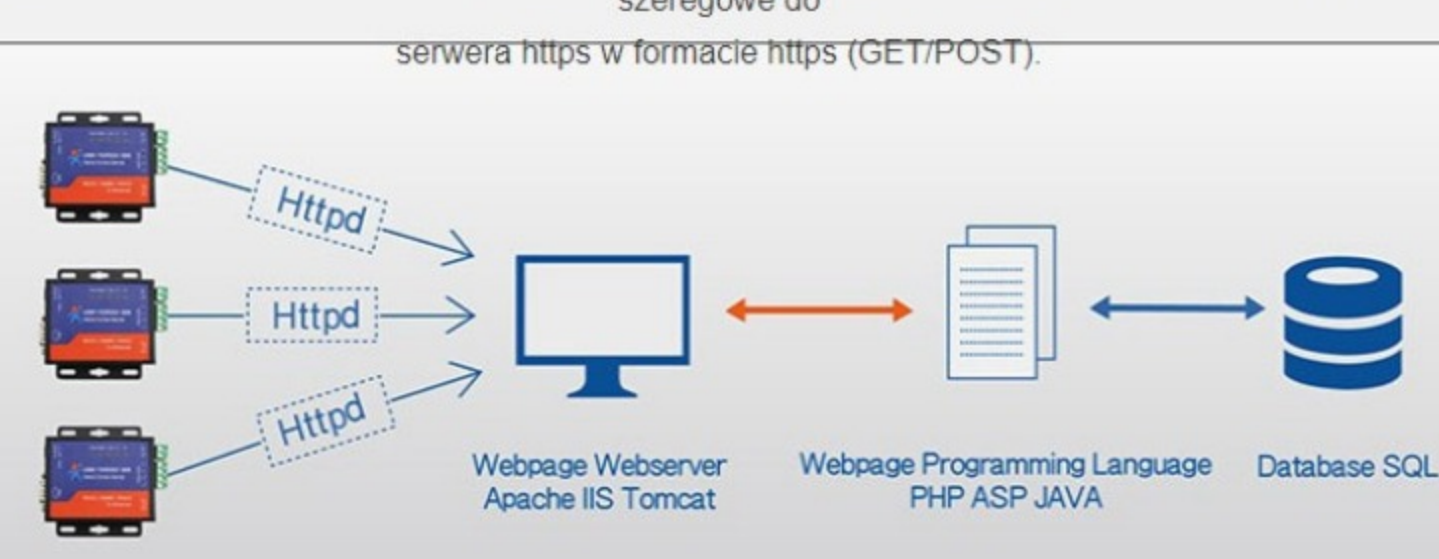 szeregowe do
serwera https w formacie https (GET/POST).
Httpd
Httpd
Httpd
Webpage Webserver
Apache IIS Tomcat
Webpage Programming Language
PHP ASP JAVA
Database SQL